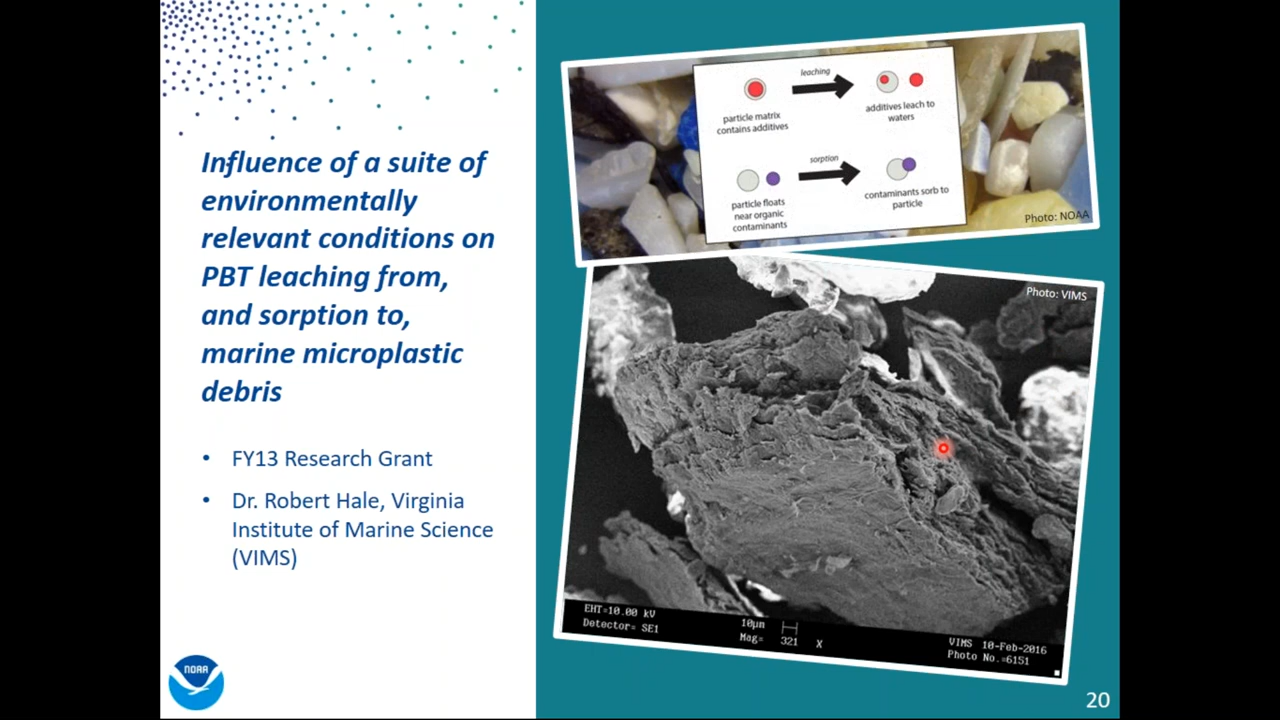 Influence of a suite of
environmentally
relevant conditions on
PBT leaching from,
and sorption to,
marine microplastic
debris
• FY13 Research Grant
• Dr. Robert Hale, Virginia
Institute of Marine Science
(VIMS)
NOAA
leaching
particle matrix
contains additives
additives leach to
waters
sorption
particle floats
near organic
contaminants
contaminants sorb to
particle
Photo: NOAA
Photo: VIMS
EHT=10.00 kV
Detector= SE1
10µm
Mag= 321 X
VIMS 10-Feb-2016
Photo No.=6151
20